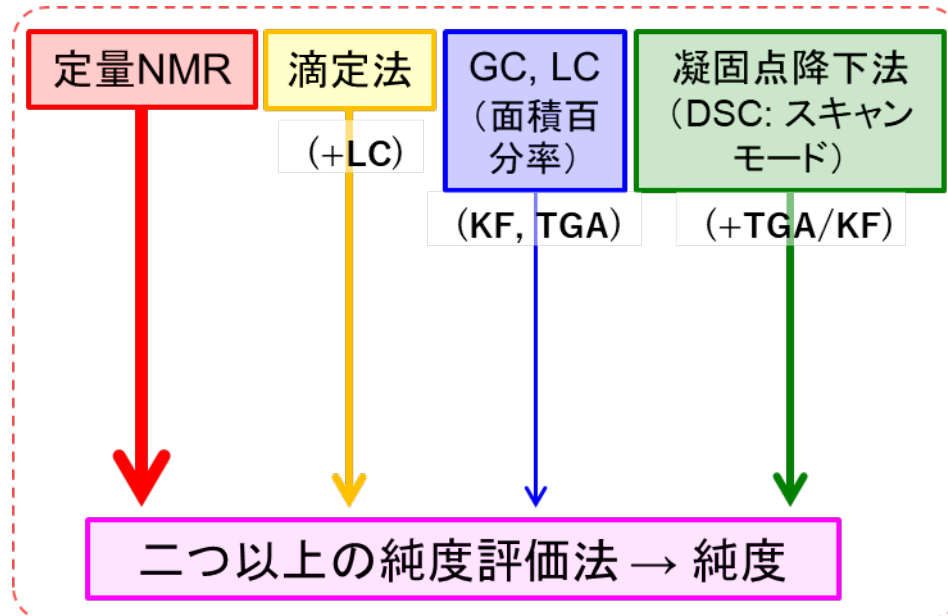 定量NMR
滴定法
(+LC)
GC, LC
（面積百
分率）
(KF, TGA)
凝固点降下法
（DSC: スキャン
モード）
(+TGA/KF)
二つ以上の純度評価法 → 純度